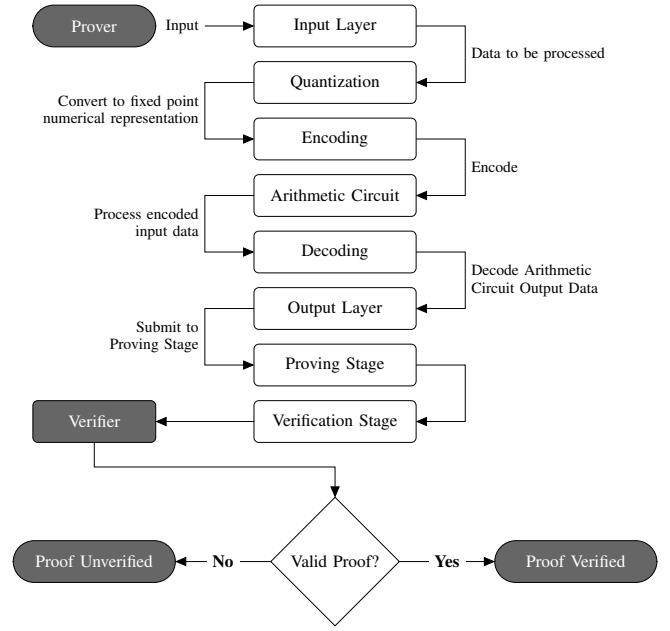 Prover
Input
Input Layer
Data to be processed
Quantization
Convert to fixed point
numerical representation
Encoding
Encode
Arithmetic Circuit
Process encoded
input data
Decoding
Decode Arithmetic
Circuit Output Data
Output Layer
Submit to
Proving Stage
Proving Stage
Verifier
Verification Stage
Proof Unverified
No
Valid Proof?
Yes
Proof Verified